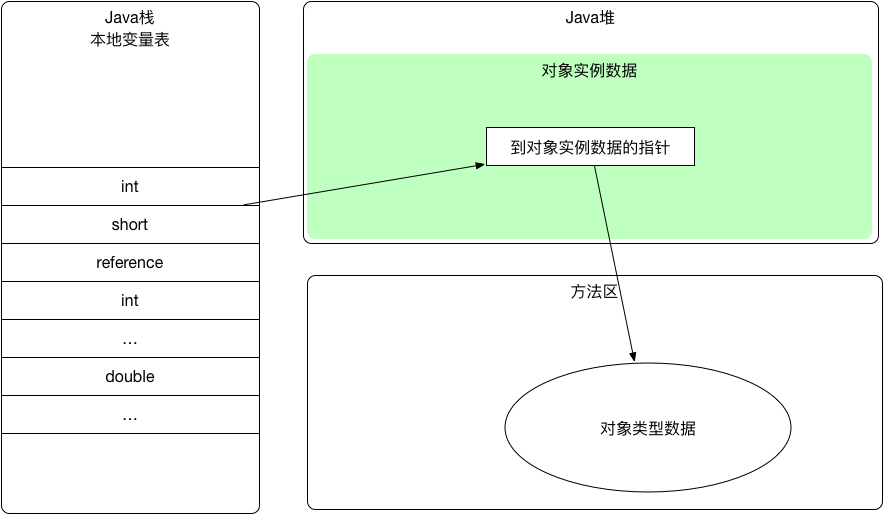 Java栈
本地变量表
int
short
reference
int
...
double
...
Java堆
对象实例数据
到对象实例数据的指针
方法区
对象类型数据